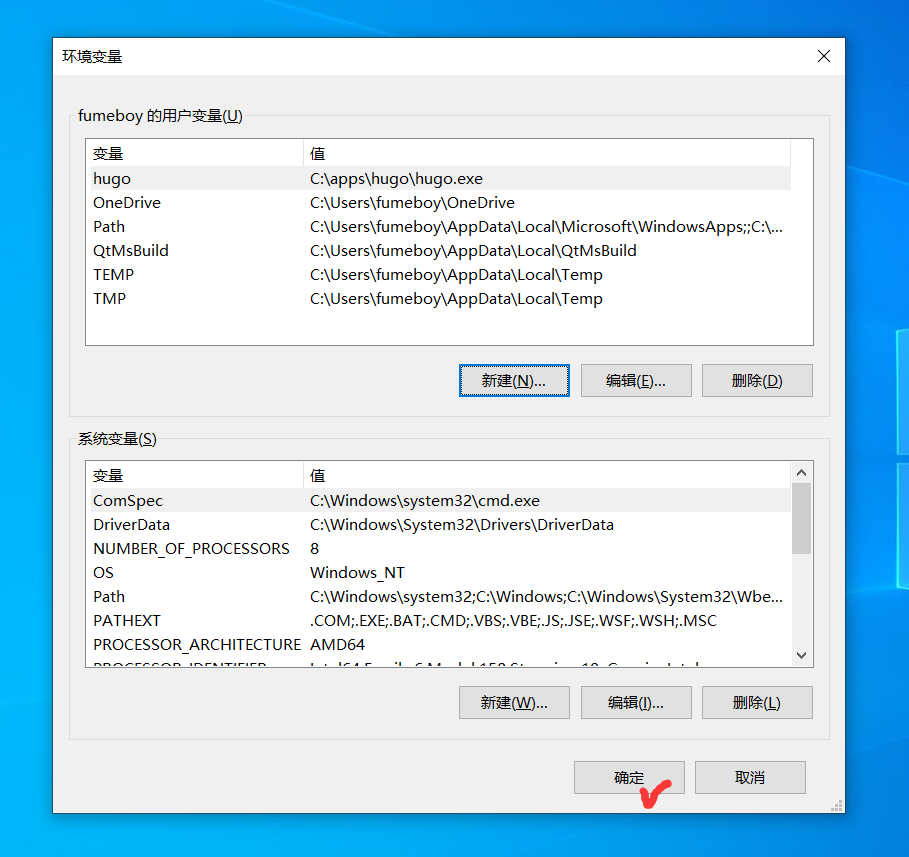 环境变量
fumeboy 的用户变量(U)
变量 值
hugo C:\apps\hugo\hugo.exe
OneDrive C:\Users\fumeboy\OneDrive
Path C:\Users\fumeboy\AppData\Local\Microsoft\WindowsApps;;C:\...
QtMsBuild C:\Users\fumeboy\AppData\Local\QtMsBuild
TEMP C:\Users\fumeboy\AppData\Local\Temp
TMP C:\Users\fumeboy\AppData\Local\Temp
新建(N)... 编辑(E)... 删除(D)
系统变量(S)
变量 值
ComSpec C:\Windows\system32\cmd.exe
DriverData C:\Windows\System32\Drivers\DriverData
NUMBER_OF_PROCESSORS 8
OS Windows_NT
Path C:\Windows\system32;C:\Windows;C:\Windows\System32\Wbe...
PATHEXT .COM;.EXE;.BAT;.CMD;.VBS;.VBE;.JS;.JSE;.WSF;.WSH;.MSC
PROCESSOR_ARCHITECTURE AMD64
新建(W)... 编辑(I)... 删除(L)
确定 取消